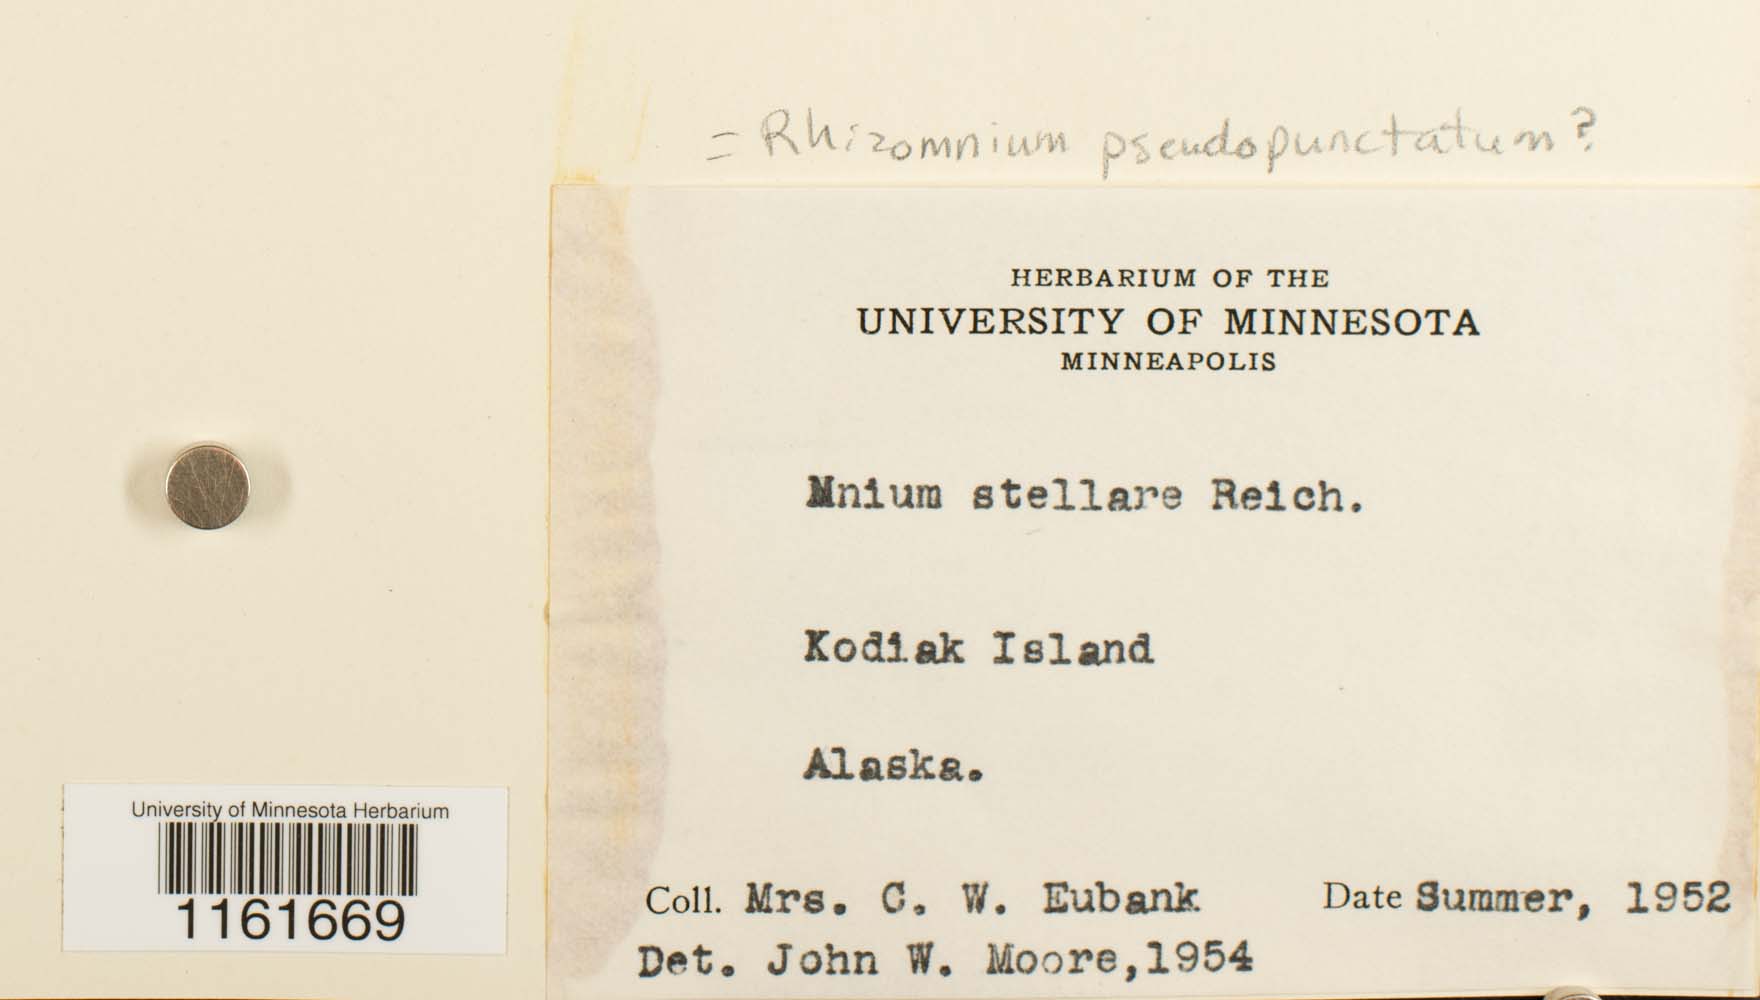 = Rhizomnium pseudopunctatum?
HERBARIUM OF THE
UNIVERSITY OF MINNESOTA
MINNEAPOLIS
Mnium stellare Reich.
Kodiak Island
Alaska.
Coll. Mrs. C. W. Eubank Date Summer, 1952
Det. John W. Moore,1954
University of Minnesota Herbarium
1161669